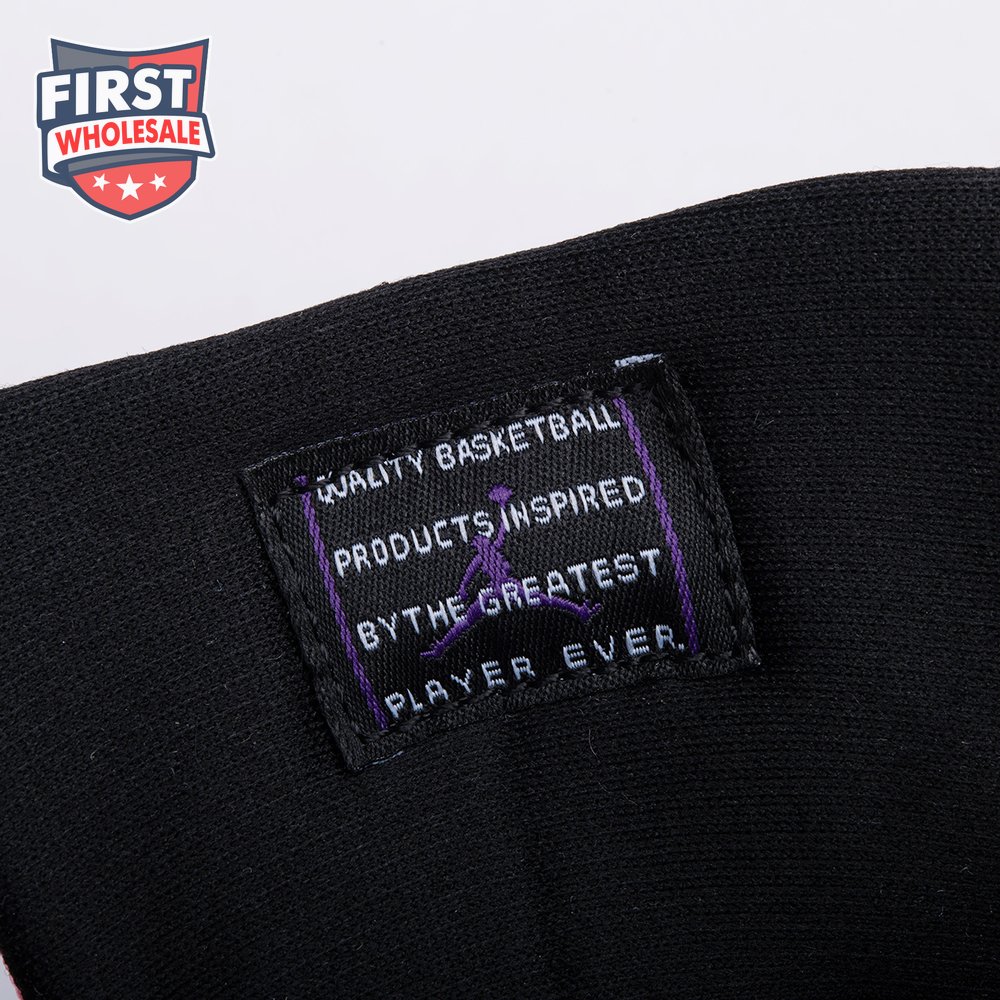 FIRST
WHOLESALE
QUALITY BASKETBALL
PRODUCTS INSPIRED
BY THE GREATEST
PLAYER EVER.